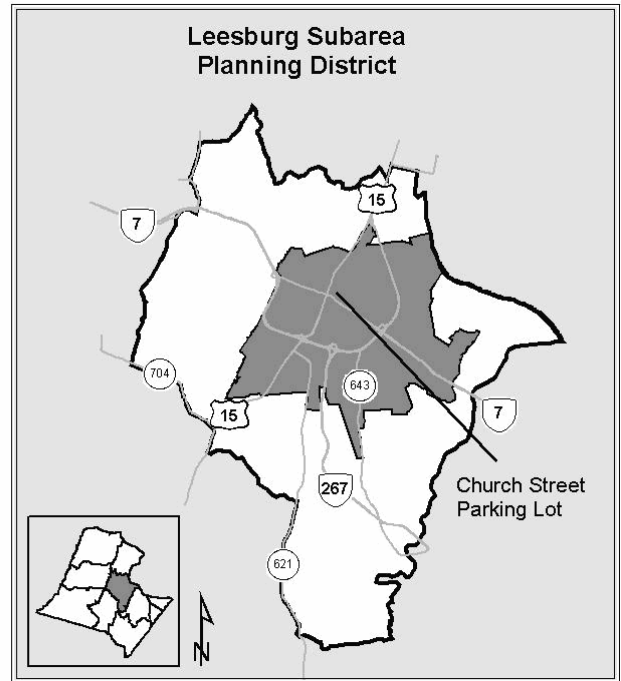 Leesburg Subarea
Planning District
15
7
704
643
15
7
267
Church Street
Parking Lot
621
N